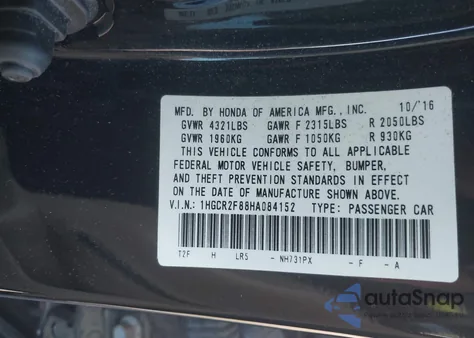 MFD. BY HONDA OF AMERICA MFG., INC. 10/'16
GVWR 4321LBS GAWR F 2315LBS R 2050LBS
GVWR 1960KG GAWR F 1050KG R 930KG
THIS VEHICLE CONFORMS TO ALL APPLICABLE
FEDERAL MOTOR VEHICLE SAFETY, BUMPER,
AND THEFT PREVENTION STANDARDS IN EFFECT
ON THE DATE OF MANUFACTURE SHOWN ABOVE.
V.I.N.: 1HGCR2F88HA084152 TYPE: PASSENGER CAR
T2F H LR5 - NH731PX - F - A
autoSnap